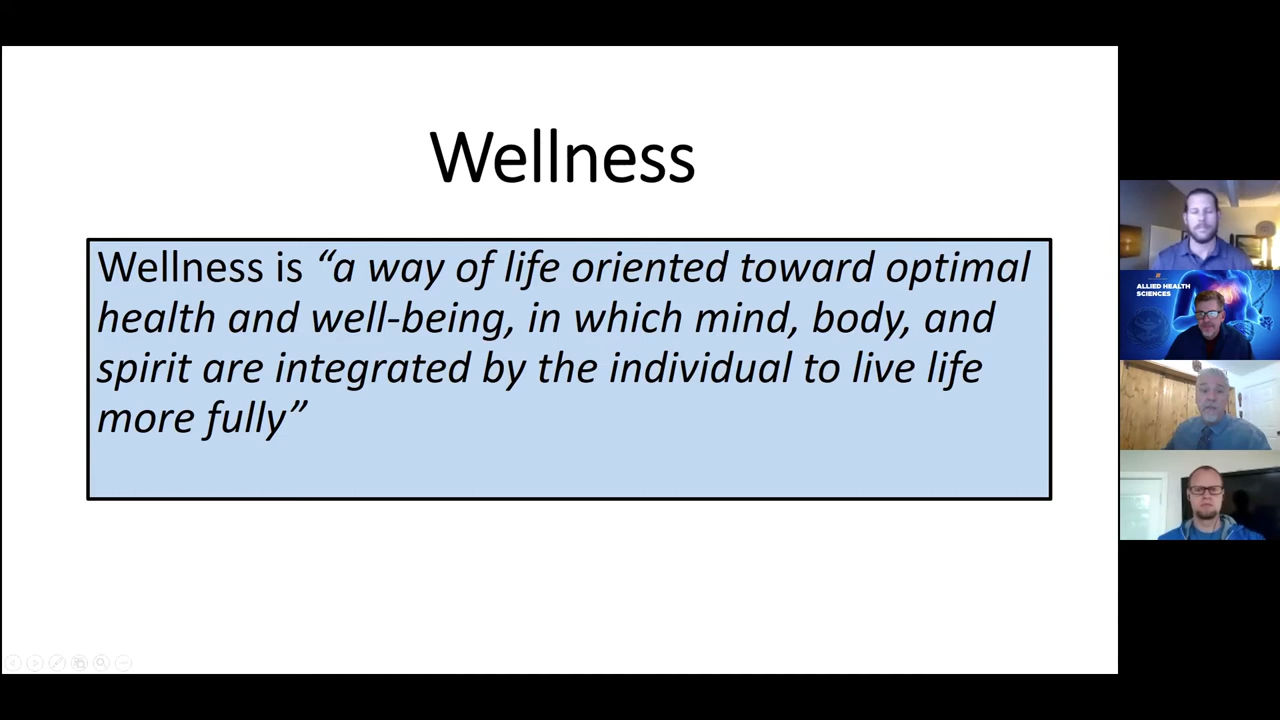 Wellness
Wellness is “a way of life oriented toward optimal
health and well-being, in which mind, body, and
spirit are integrated by the individual to live life
more fully”
ALLIED HEALTH
SCIENCES